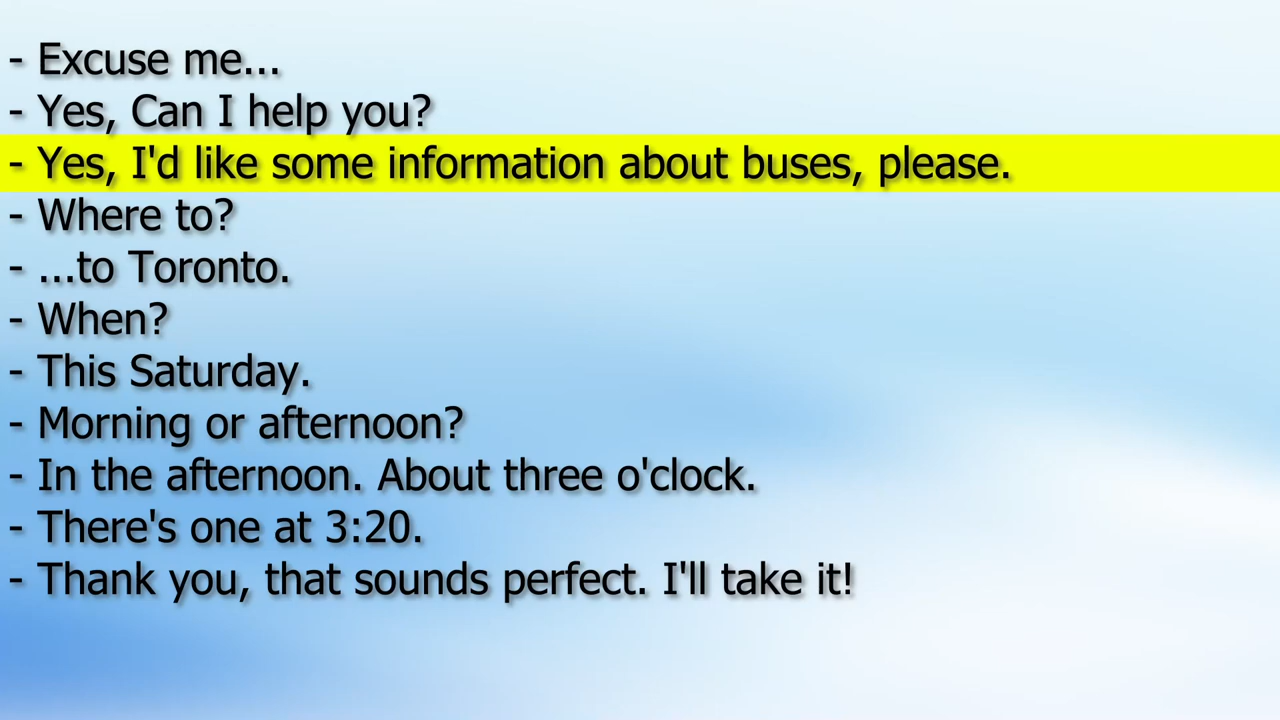 - Excuse me...
- Yes, Can I help you?
- Yes, I'd like some information about buses, please.
- Where to?
- ...to Toronto.
- When?
- This Saturday.
- Morning or afternoon?
- In the afternoon. About three o'clock.
- There's one at 3:20.
- Thank you, that sounds perfect. I'll take it!